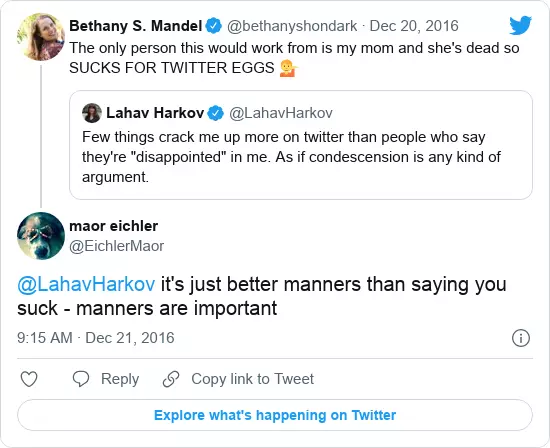 Bethany S. Mandel @bethanyshondark · Dec 20, 2016
The only person this would work from is my mom and she's dead so
SUCKS FOR TWITTER EGGS 💁
Lahav Harkov @LahavHarkov
Few things crack me up more on twitter than people who say
they're "disappointed" in me. As if condescension is any kind of
argument.
maor eichler
@EichlerMaor
@LahavHarkov it's just better manners than saying you
suck - manners are important
9:15 AM · Dec 21, 2016
Reply Copy link to Tweet
Explore what's happening on Twitter